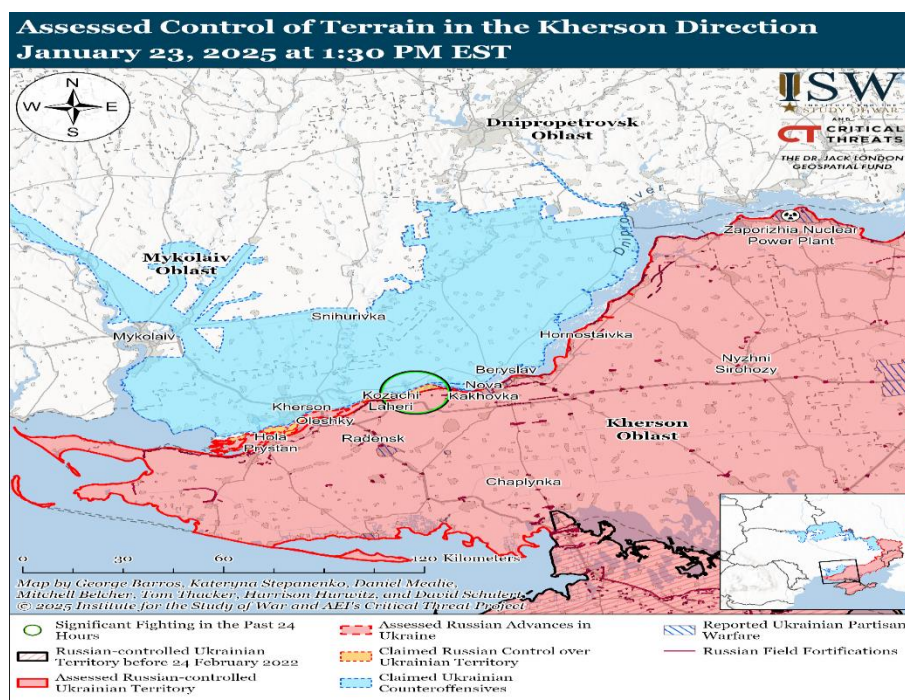 Assessed Control of Terrain in the Kherson Direction
January 23, 2025 at 1:30 PM EST
N
W E
S
ISW
INSTITUTE FOR THE
STUDY OF WAR
AND
CT CRITICAL
THREATS
THE DR. JACK LONDON
GEOSPATIAL FUND
Dnipropetrovsk
Oblast
Dnipro River
Zaporizhia Nuclear
Power Plant
Mykolaiv
Oblast
Snihurivka
Mykolaiv
Hornostaivka
Beryslav
Nyzhni
Sirohozy
Nova
Kakhovka
Kozachi
Laheri
Kherson
Oleshky
Hola
Prystan
Radensk
Kherson
Oblast
Chaplynka
0 30 60 120 Kilometers
Map by George Barros, Kateryna Stepanenko, Daniel Mealie,
Mitchell Belcher, Tom Thacker, Harrison Hurwitz, and David Schulert
© 2025 Institute for the Study of War and AEI's Critical Threat Project
Significant Fighting in the Past 24
Hours
Russian-controlled Ukrainian
Territory before 24 February 2022
Assessed Russian-controlled
Ukrainian Territory
Assessed Russian Advances in
Ukraine
Claimed Russian Control over
Ukrainian Territory
Claimed Ukrainian
Counteroffensives
Reported Ukrainian Partisan
Warfare
Russian Field Fortifications